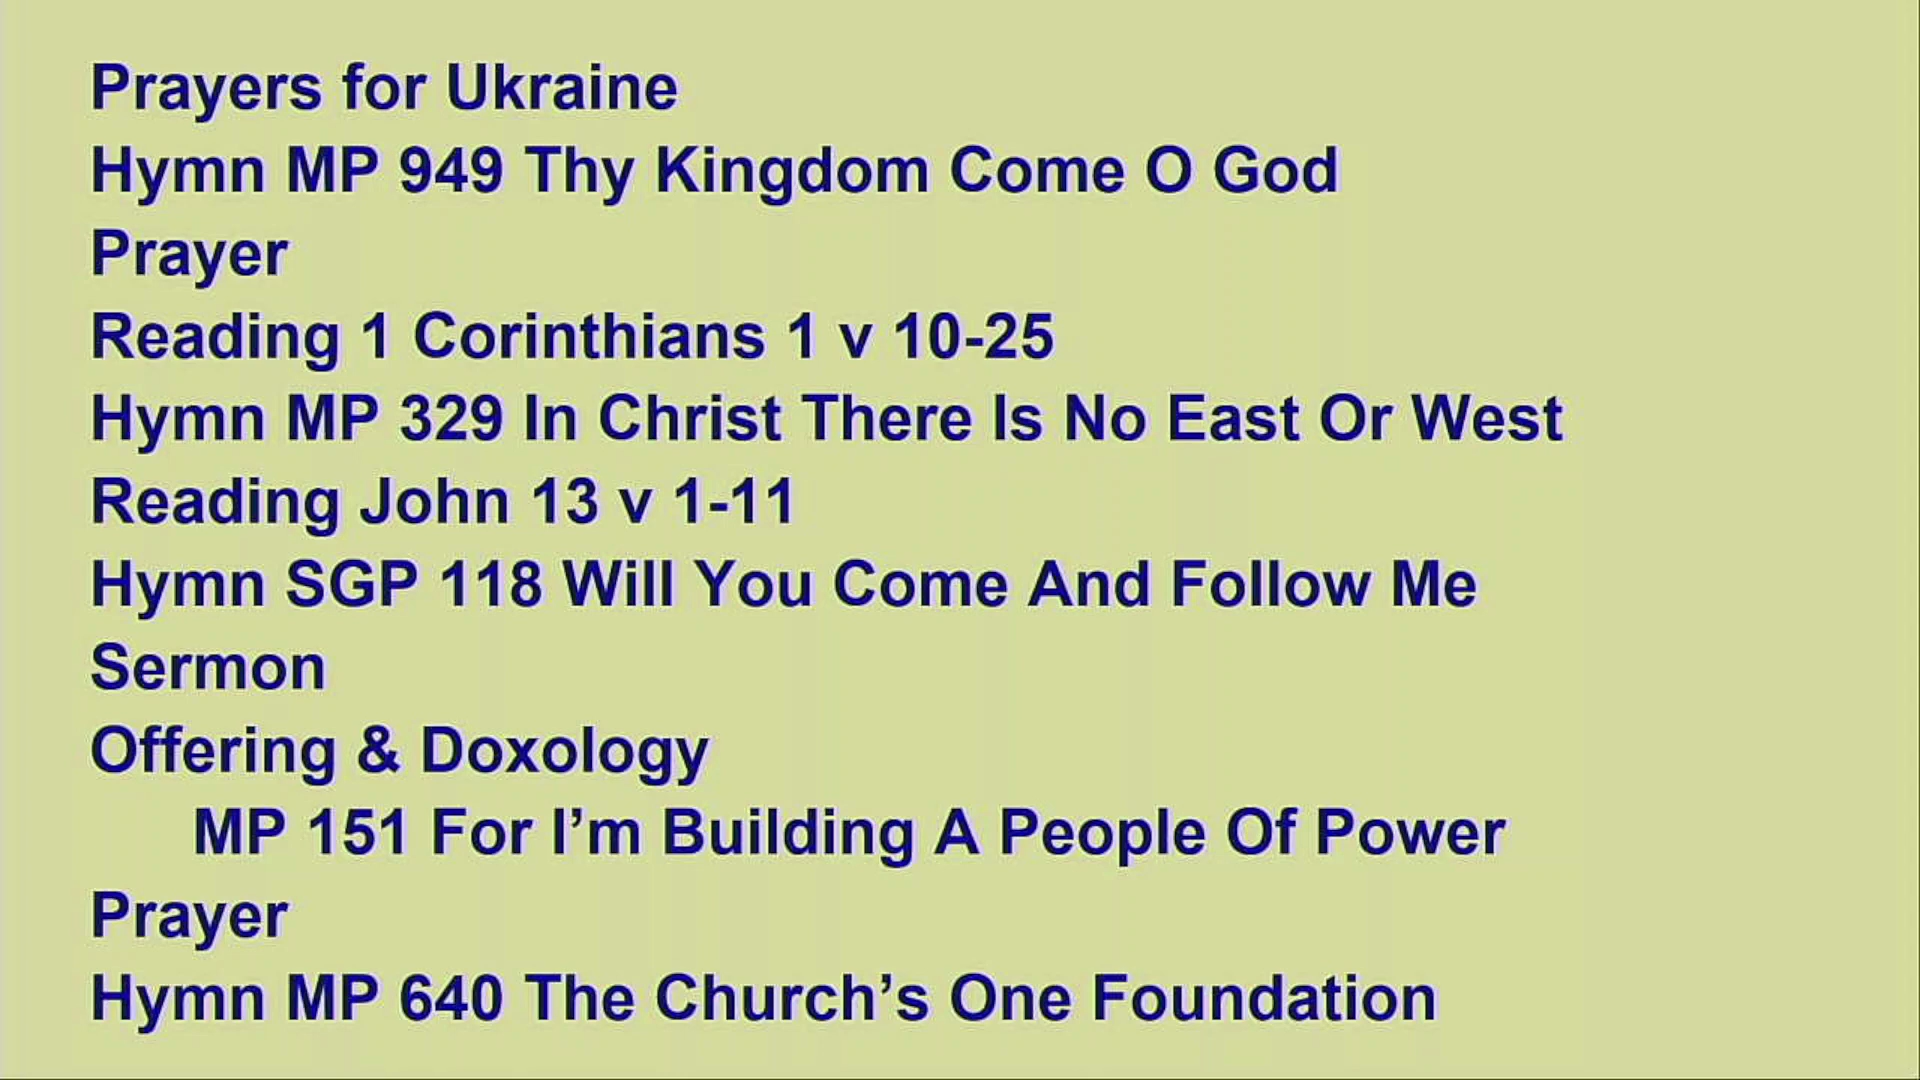 Prayers for Ukraine
Hymn MP 949 Thy Kingdom Come O God
Prayer
Reading 1 Corinthians 1 v 10-25
Hymn MP 329 In Christ There Is No East Or West
Reading John 13 v 1-11
Hymn SGP 118 Will You Come And Follow Me
Sermon
Offering & Doxology
MP 151 For I’m Building A People Of Power
Prayer
Hymn MP 640 The Church’s One Foundation